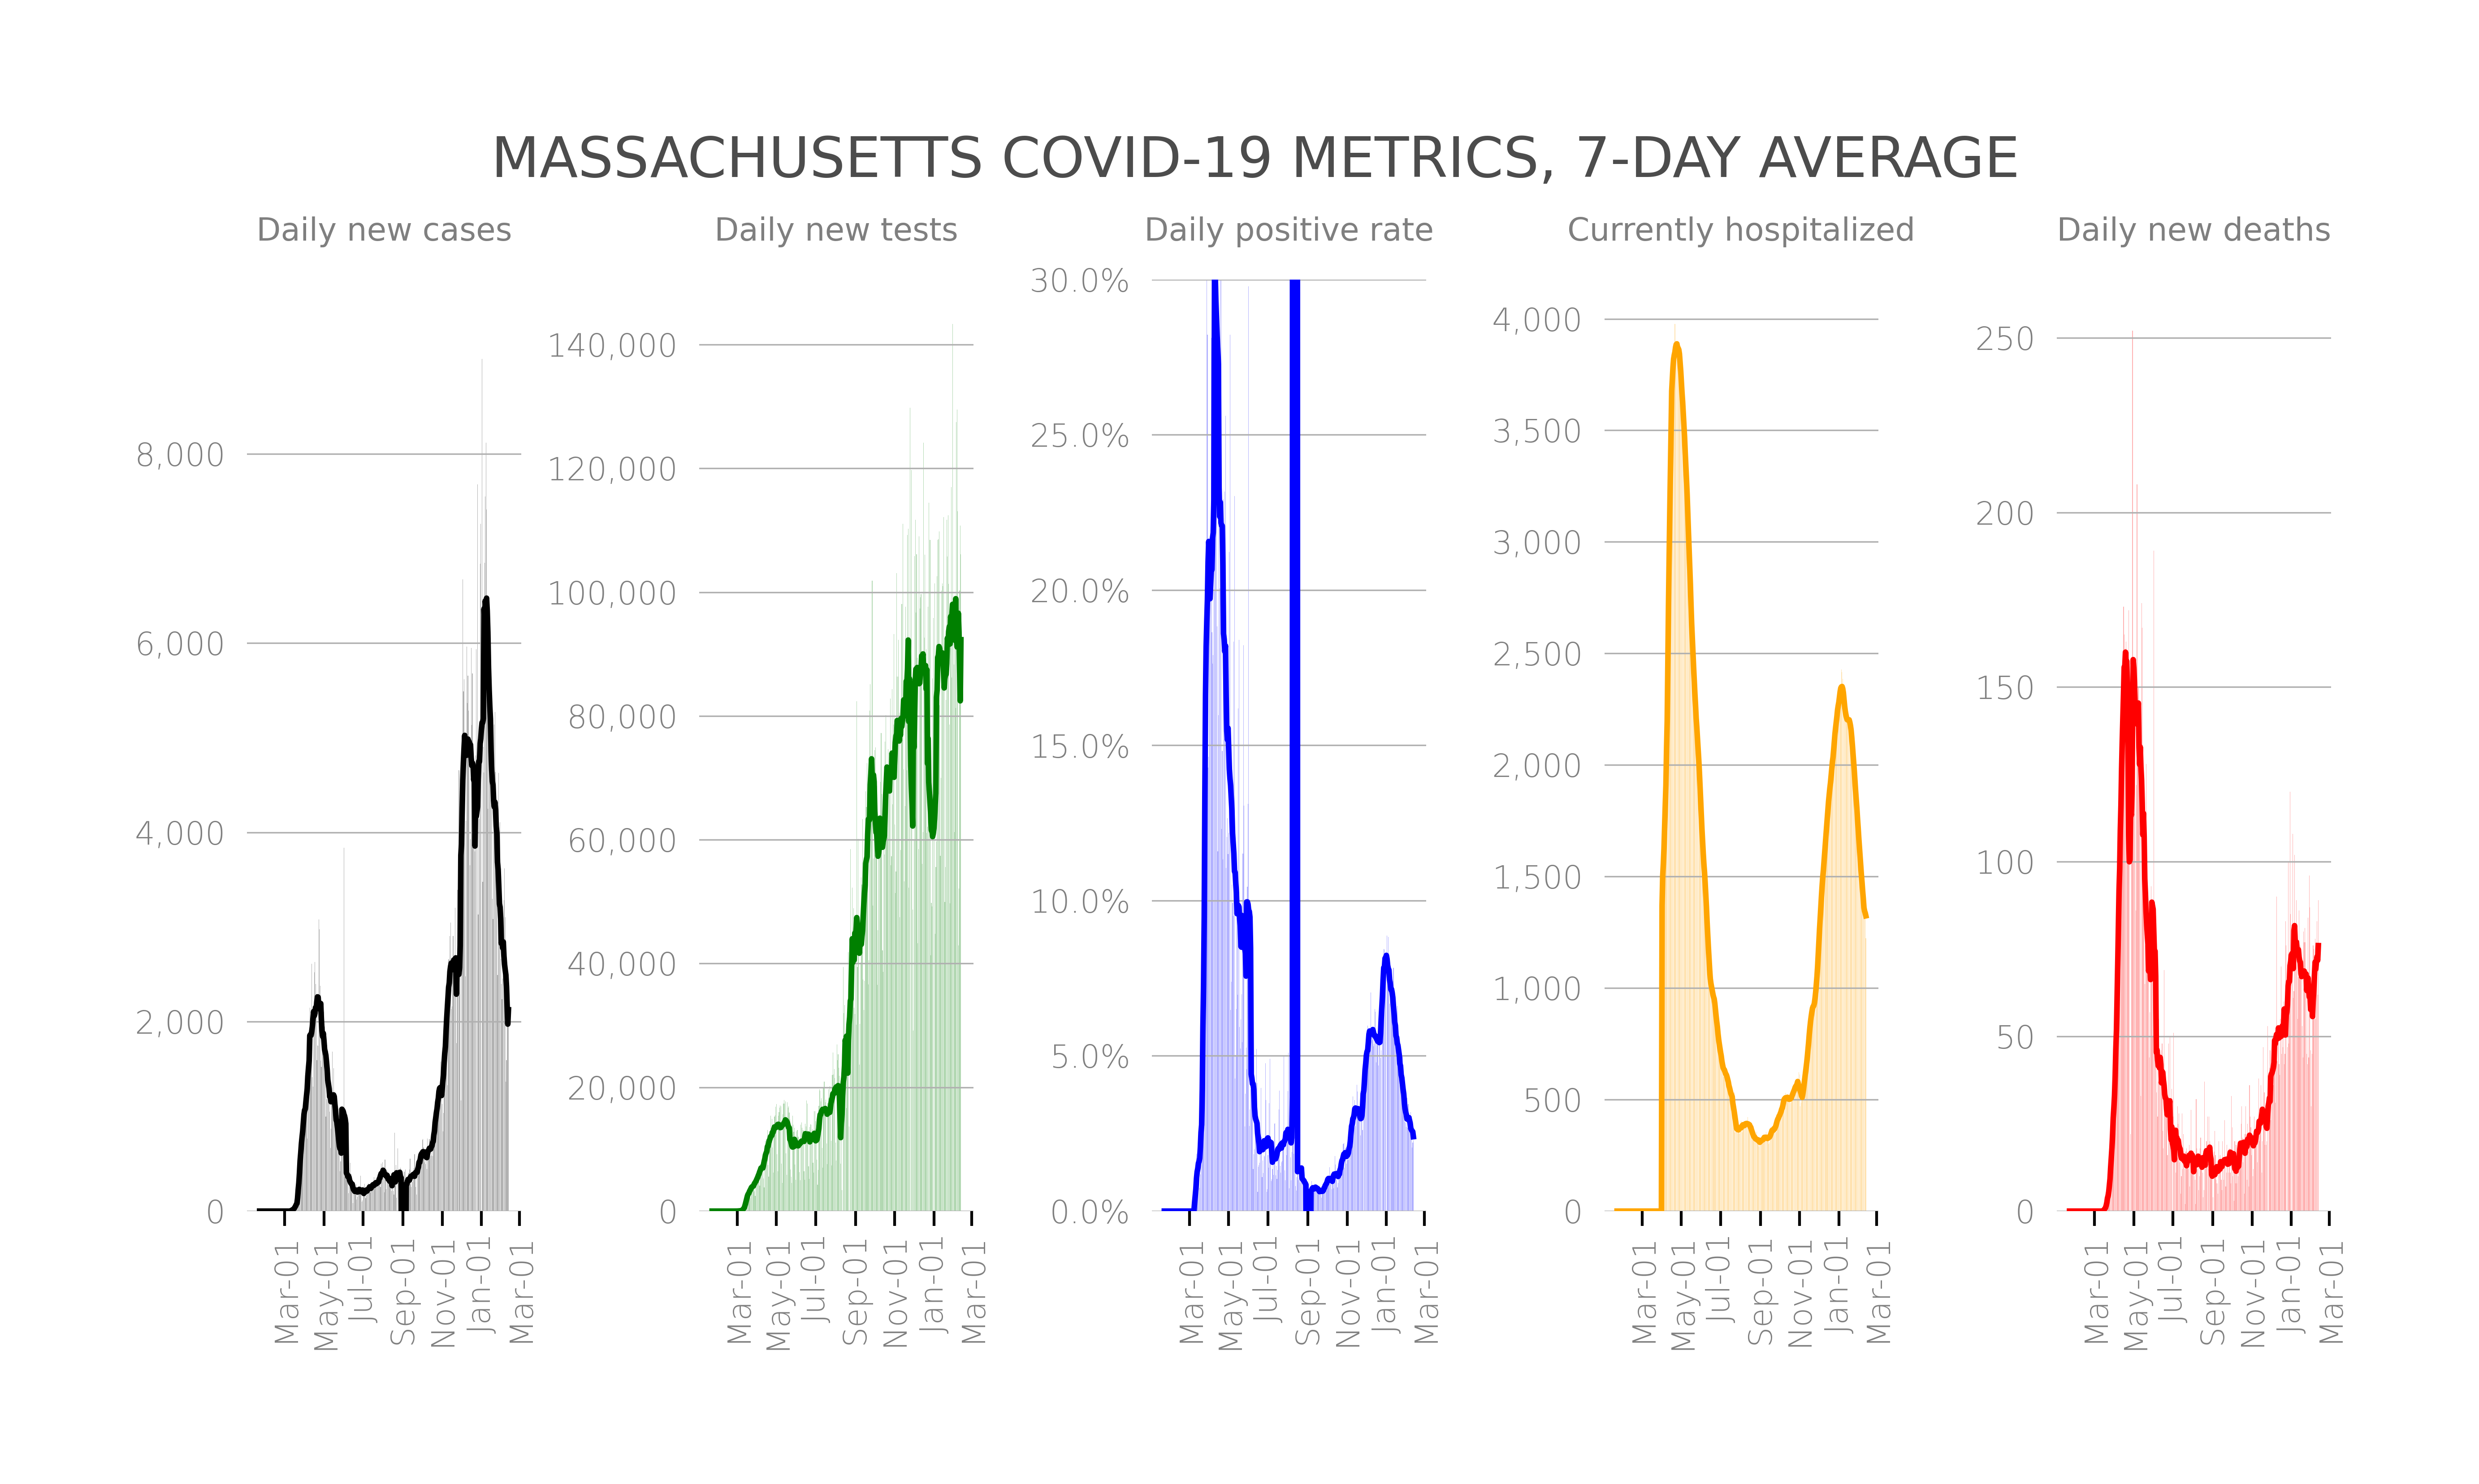 MASSACHUSETTS COVID-19 METRICS, 7-DAY AVERAGE
Daily new cases
8,000
6,000
4,000
2,000
0
Mar-01
May-01
Jul-01
Sep-01
Nov-01
Jan-01
Mar-01
Daily new tests
140,000
120,000
100,000
80,000
60,000
40,000
20,000
0
Mar-01
May-01
Jul-01
Sep-01
Nov-01
Jan-01
Mar-01
Daily positive rate
30.0%
25.0%
20.0%
15.0%
10.0%
5.0%
0.0%
Mar-01
May-01
Jul-01
Sep-01
Nov-01
Jan-01
Mar-01
Currently hospitalized
4,000
3,500
3,000
2,500
2,000
1,500
1,000
500
0
Mar-01
May-01
Jul-01
Sep-01
Nov-01
Jan-01
Mar-01
Daily new deaths
250
200
150
100
50
0
Mar-01
May-01
Jul-01
Sep-01
Nov-01
Jan-01
Mar-01